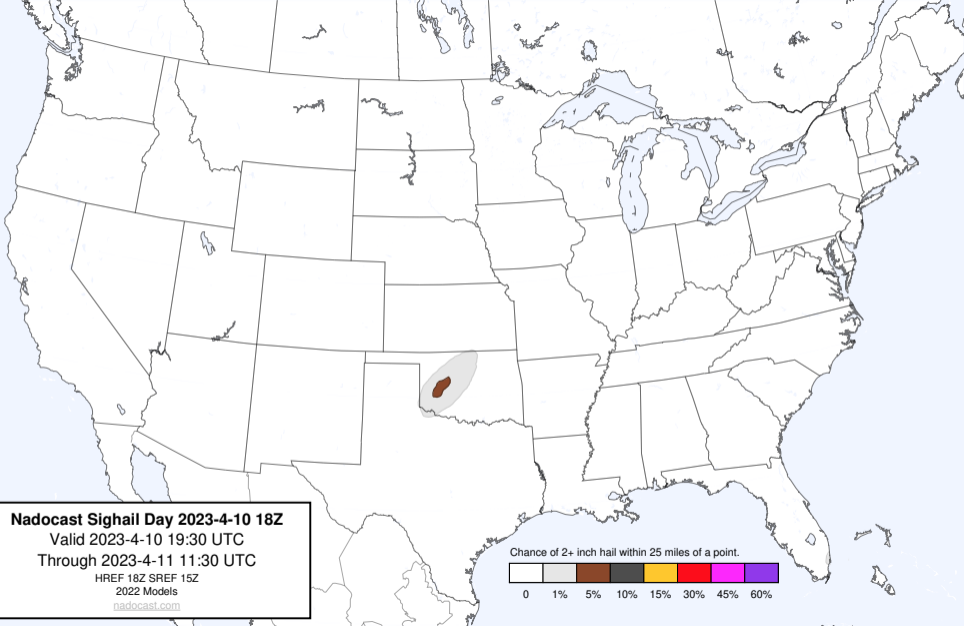 Nadocast Sighail Day 2023-4-10 18Z
Valid 2023-4-10 19:30 UTC
Through 2023-4-11 11:30 UTC
HREF 18Z SREF 15Z
2022 Models
nadocast.com
Chance of 2+ inch hail within 25 miles of a point.
0 1% 5% 10% 15% 30% 45% 60%